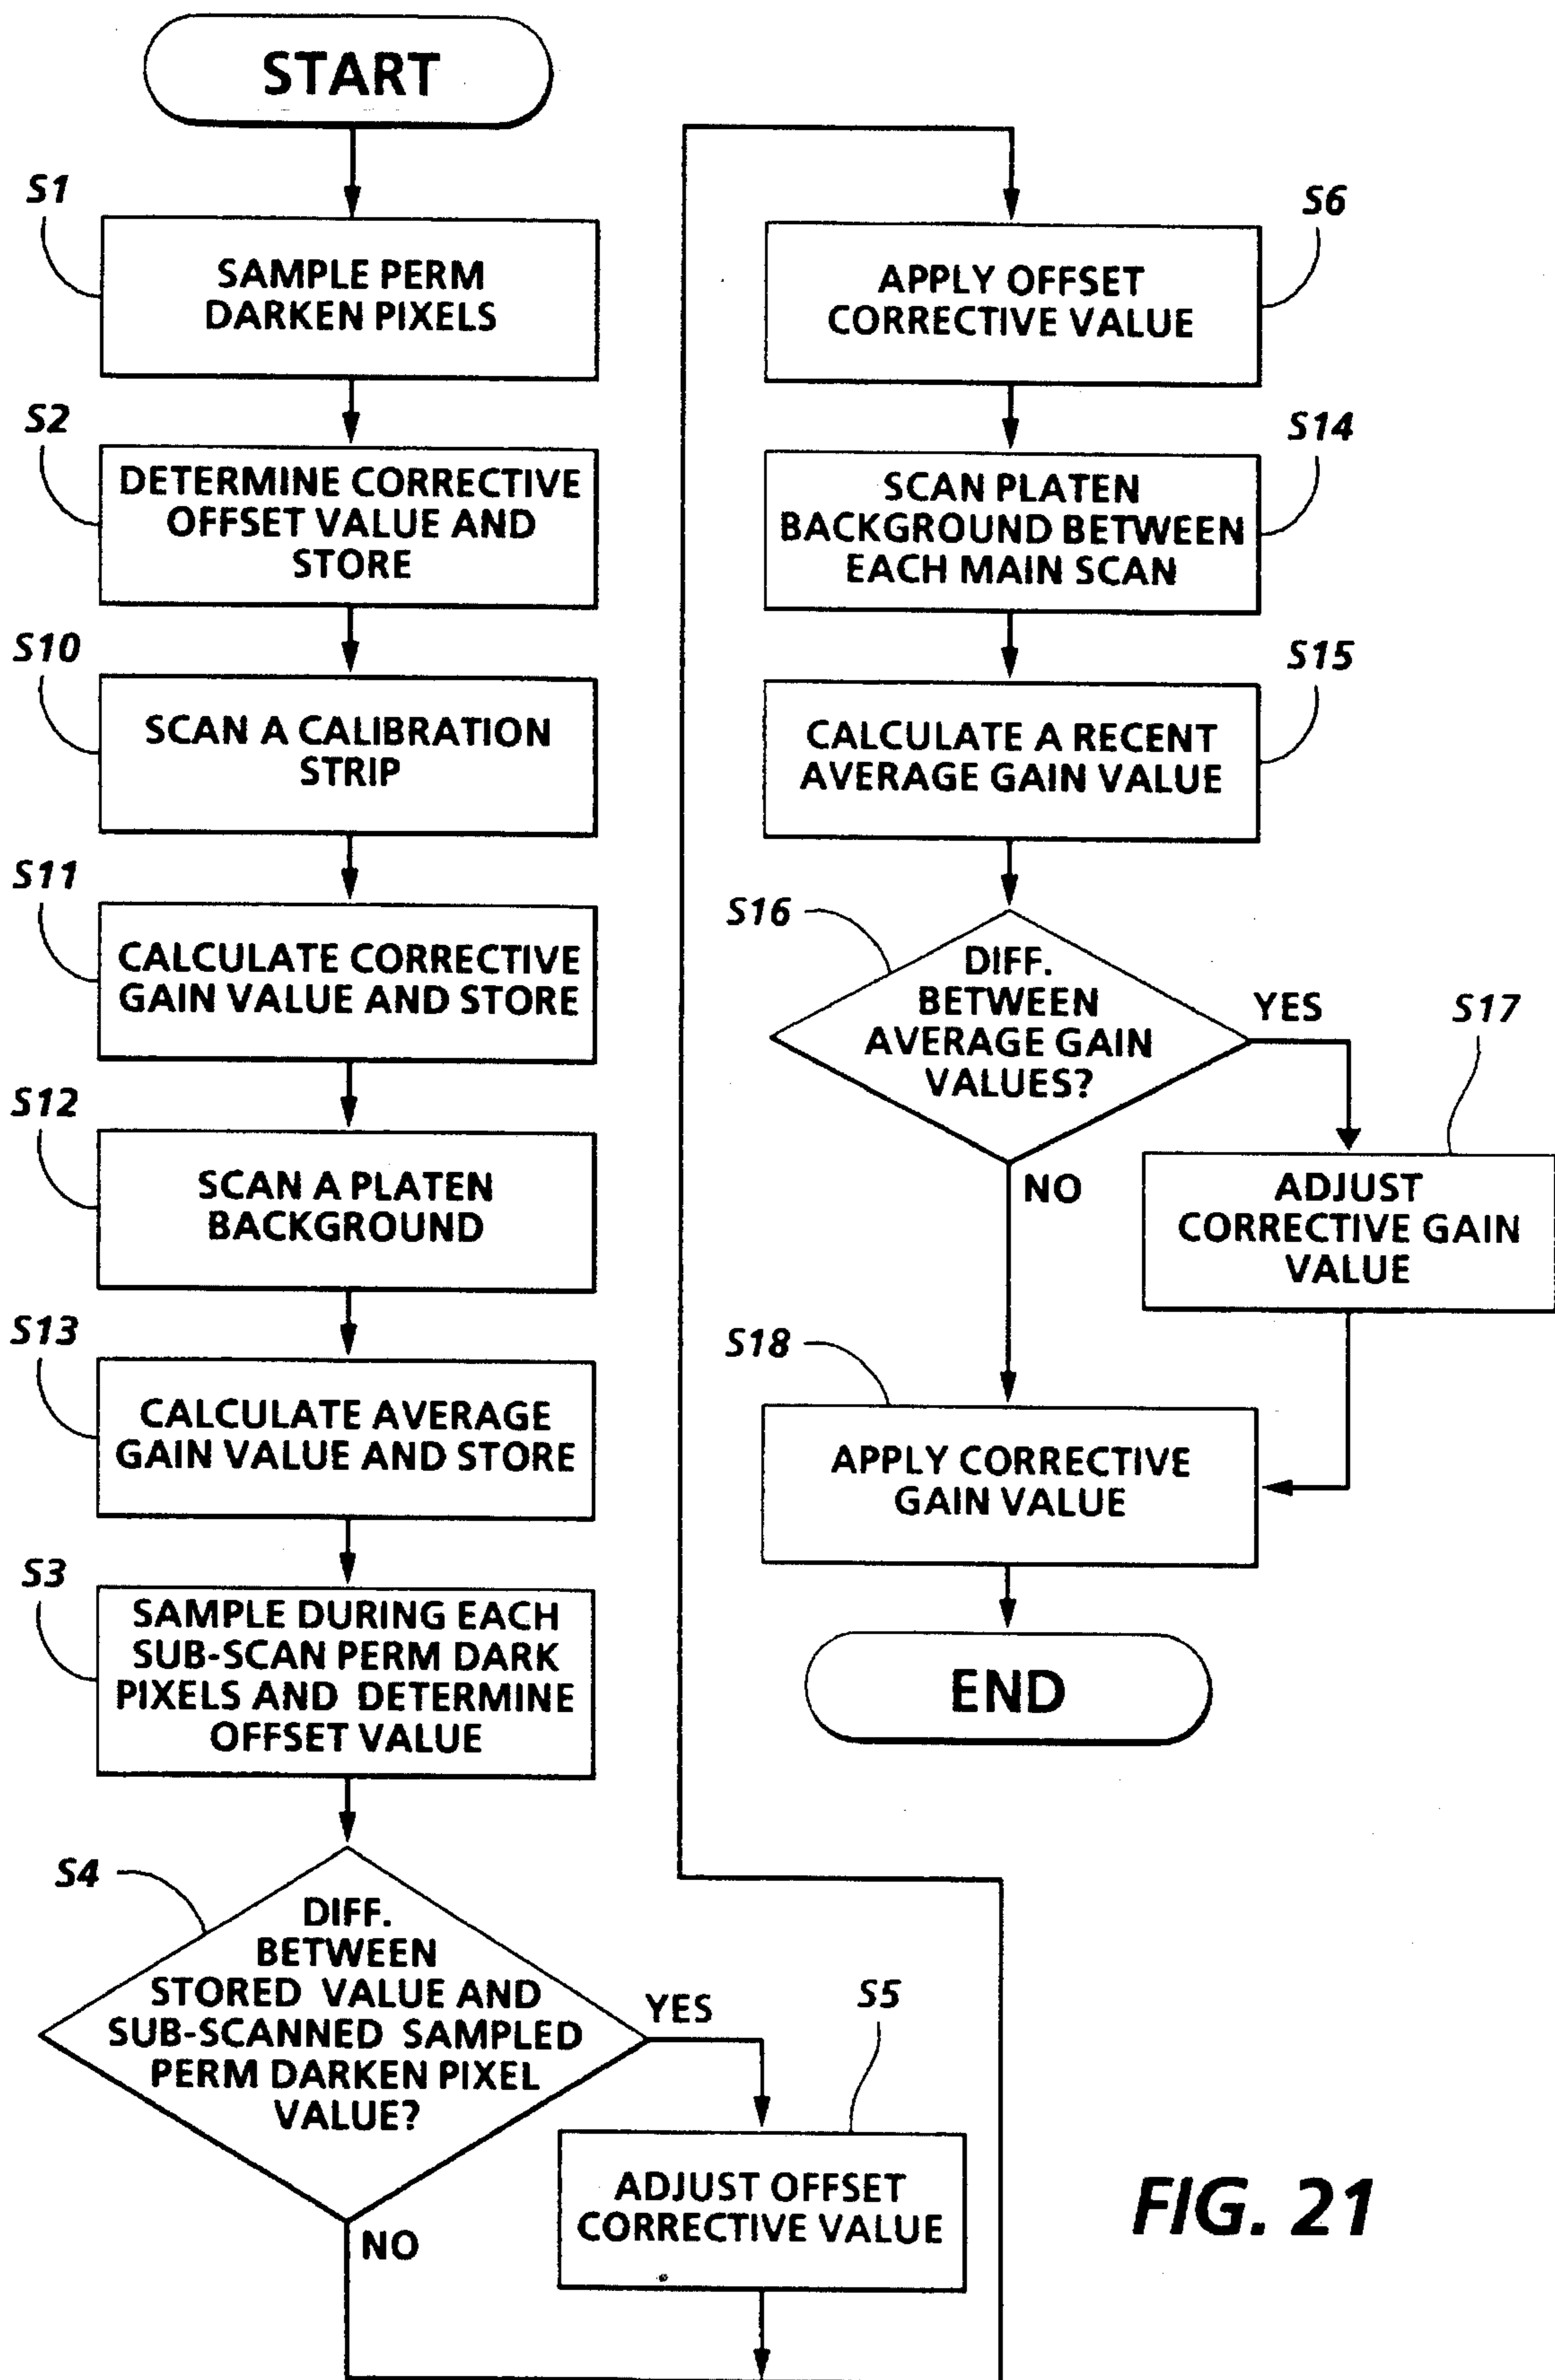 START
S1
SAMPLE PERM
DARKEN PIXELS
S2
DETERMINE CORRECTIVE
OFFSET VALUE AND
STORE
S10
SCAN A CALIBRATION
STRIP
S11
CALCULATE CORRECTIVE
GAIN VALUE AND STORE
S12
SCAN A PLATEN
BACKGROUND
S13
CALCULATE AVERAGE
GAIN VALUE AND STORE
S3
SAMPLE DURING EACH
SUB-SCAN PERM DARK
PIXELS AND DETERMINE
OFFSET VALUE
S4
DIFF.
BETWEEN
STORED VALUE AND
SUB-SCANNED SAMPLED
PERM DARKEN PIXEL
VALUE?
YES
NO
S5
ADJUST OFFSET
CORRECTIVE VALUE
S6
APPLY OFFSET
CORRECTIVE VALUE
S14
SCAN PLATEN
BACKGROUND BETWEEN
EACH MAIN SCAN
S15
CALCULATE A RECENT
AVERAGE GAIN VALUE
S16
DIFF.
BETWEEN
AVERAGE GAIN
VALUES?
YES
NO
S17
ADJUST
CORRECTIVE GAIN
VALUE
S18
APPLY CORRECTIVE
GAIN VALUE
END
FIG. 21